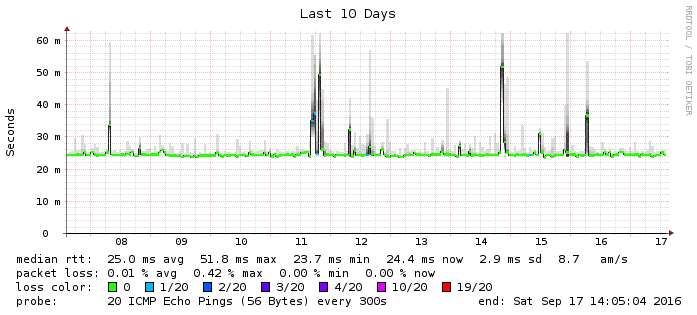 Last 10 Days
RRDTOOL / TOBI OETIKER
Seconds
60 m
50 m
40 m
30 m
20 m
10 m
0
08 09 10 11 12 13 14 15 16 17
median rtt: 25.0 ms avg 51.8 ms max 23.7 ms min 24.4 ms now 2.9 ms sd 8.7 am/s
packet loss: 0.01 % avg 0.42 % max 0.00 % min 0.00 % now
loss color: 0 1/20 2/20 3/20 4/20 10/20 19/20
probe: 20 ICMP Echo Pings (56 Bytes) every 300s end: Sat Sep 17 14:05:04 2016